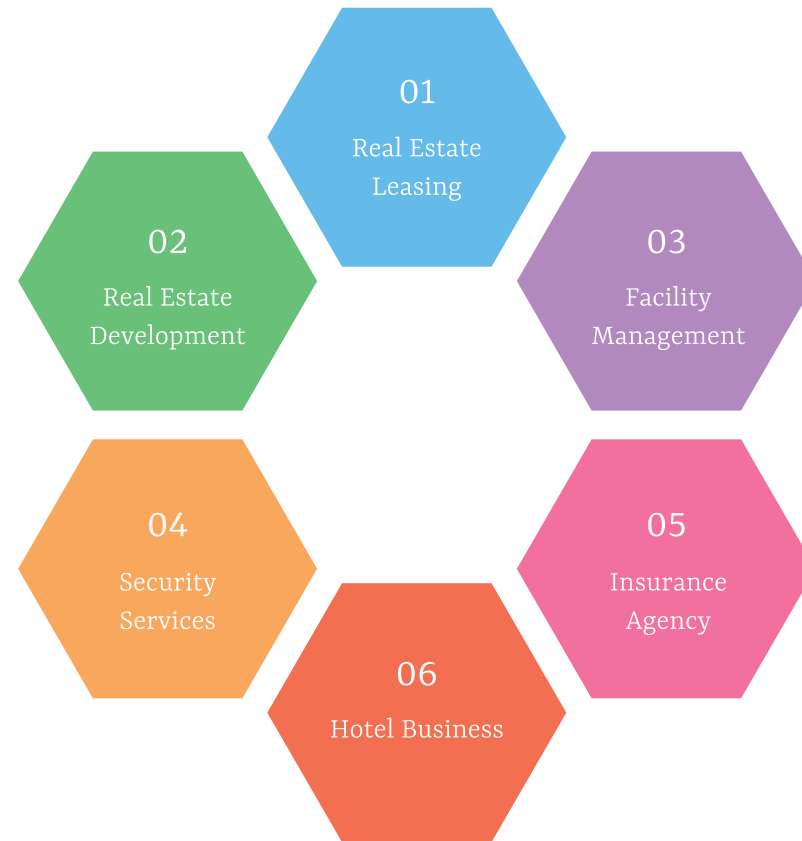 01
Real Estate
Leasing
02
Real Estate
Development
03
Facility
Management
04
Security
Services
05
Insurance
Agency
06
Hotel Business